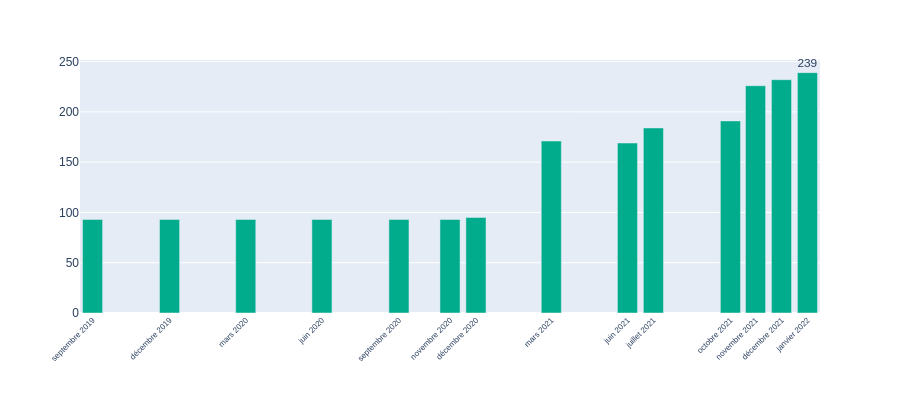 250
200
150
100
50
0
239
septembre 2019
décembre 2019
mars 2020
juin 2020
septembre 2020
novembre 2020
décembre 2020
mars 2021
juin 2021
juillet 2021
octobre 2021
novembre 2021
décembre 2021
janvier 2022